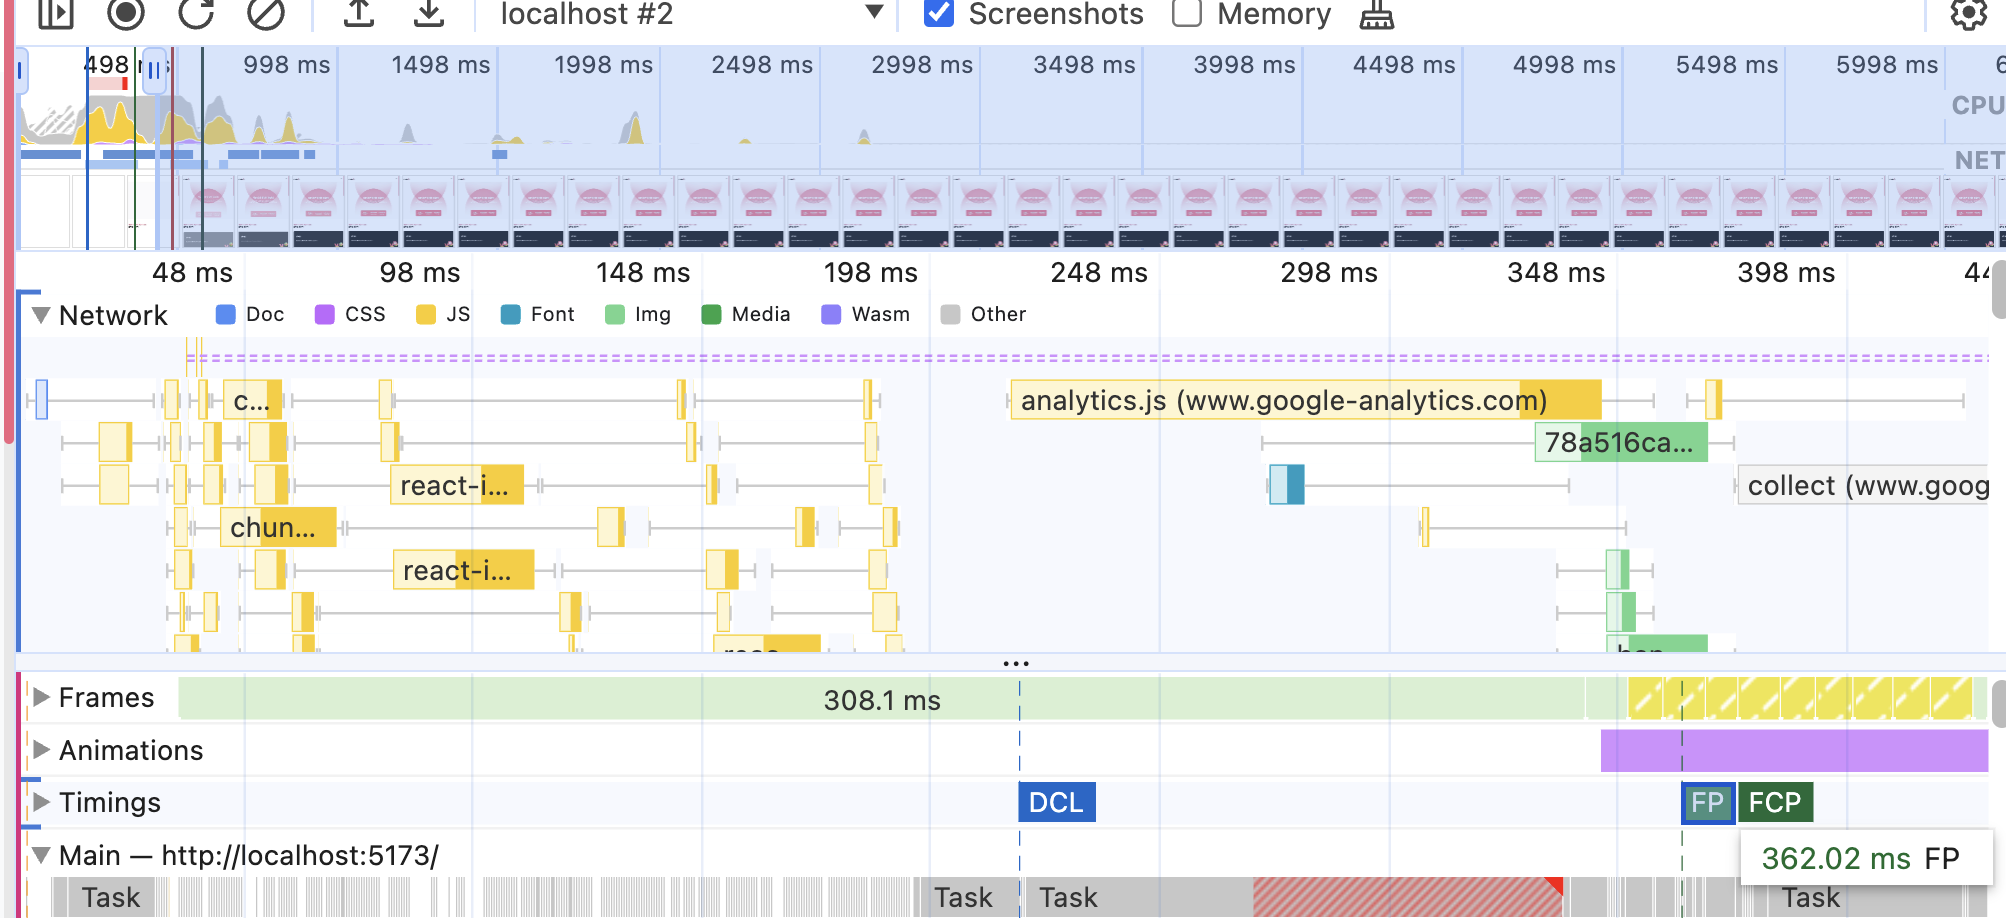 localhost #2 Screenshots Memory
498 ms 998 ms 1498 ms 1998 ms 2498 ms 2998 ms 3498 ms 3998 ms 4498 ms 4998 ms 5498 ms 5998 ms 6
CPU
NET
48 ms 98 ms 148 ms 198 ms 248 ms 298 ms 348 ms 398 ms 44
Network Doc CSS JS Font Img Media Wasm Other
c... analytics.js (www.google-analytics.com)
78a516ca...
react-i... collect (www.goog
chun...
react-i...
...
Frames 308.1 ms
Animations
Timings DCL FP FCP
Main — http://localhost:5173/
362.02 ms FP
Task Task Task Task